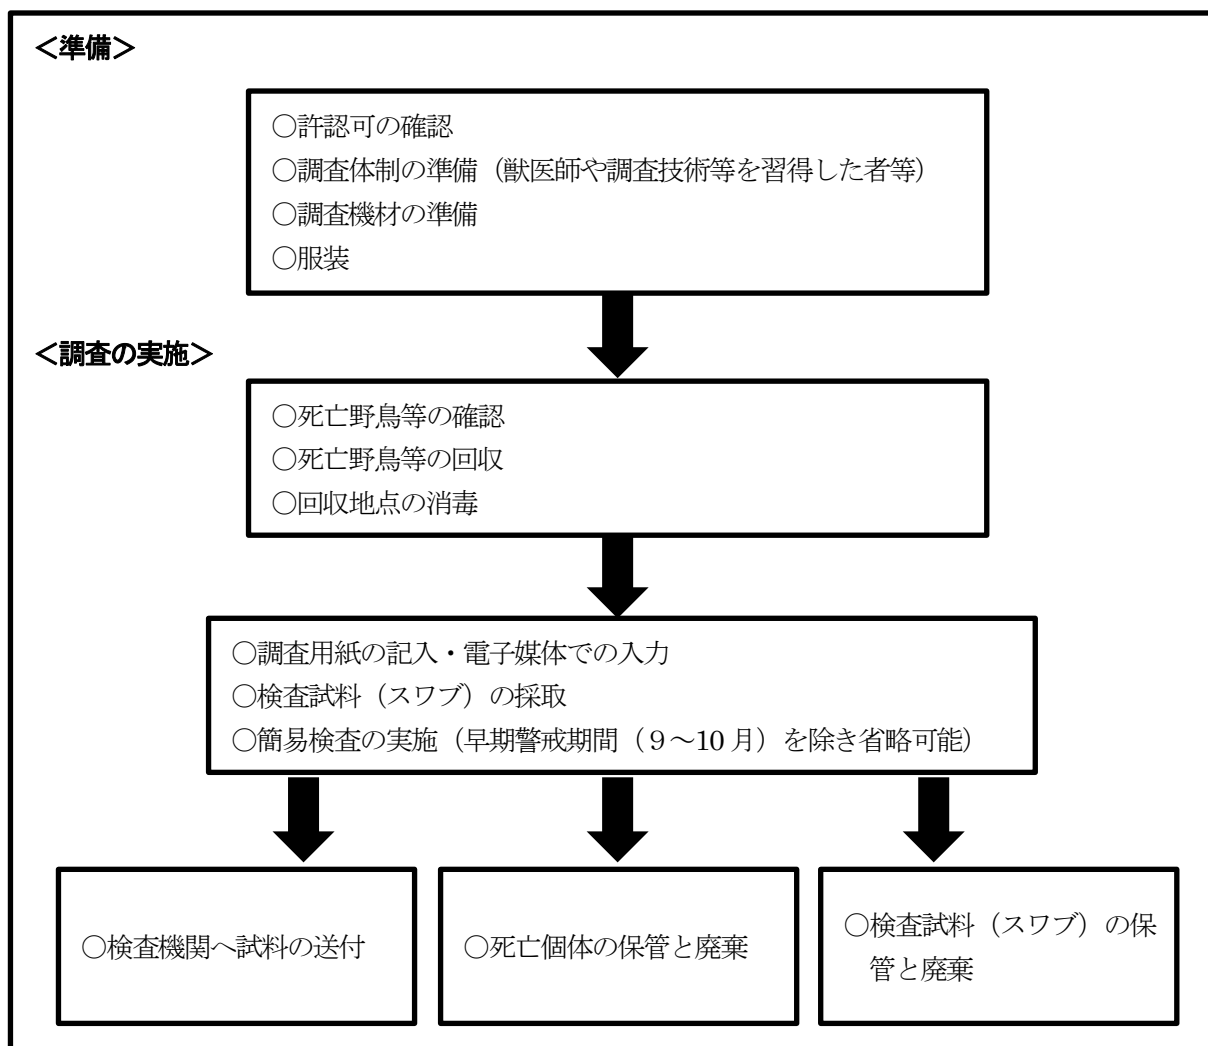 ＜準備＞
○許認可の確認
○調査体制の準備（獣医師や調査技術等を習得した者等）
○調査機材の準備
○服装
＜調査の実施＞
○死亡野鳥等の確認
○死亡野鳥等の回収
○回収地点の消毒
○調査用紙の記入・電子媒体での入力
○検査試料（スワブ）の採取
○簡易検査の実施（早期警戒期間（９～10月）を除き省略可能）
○検査機関へ試料の送付
○死亡個体の保管と廃棄
○検査試料（スワブ）の保
管と廃棄